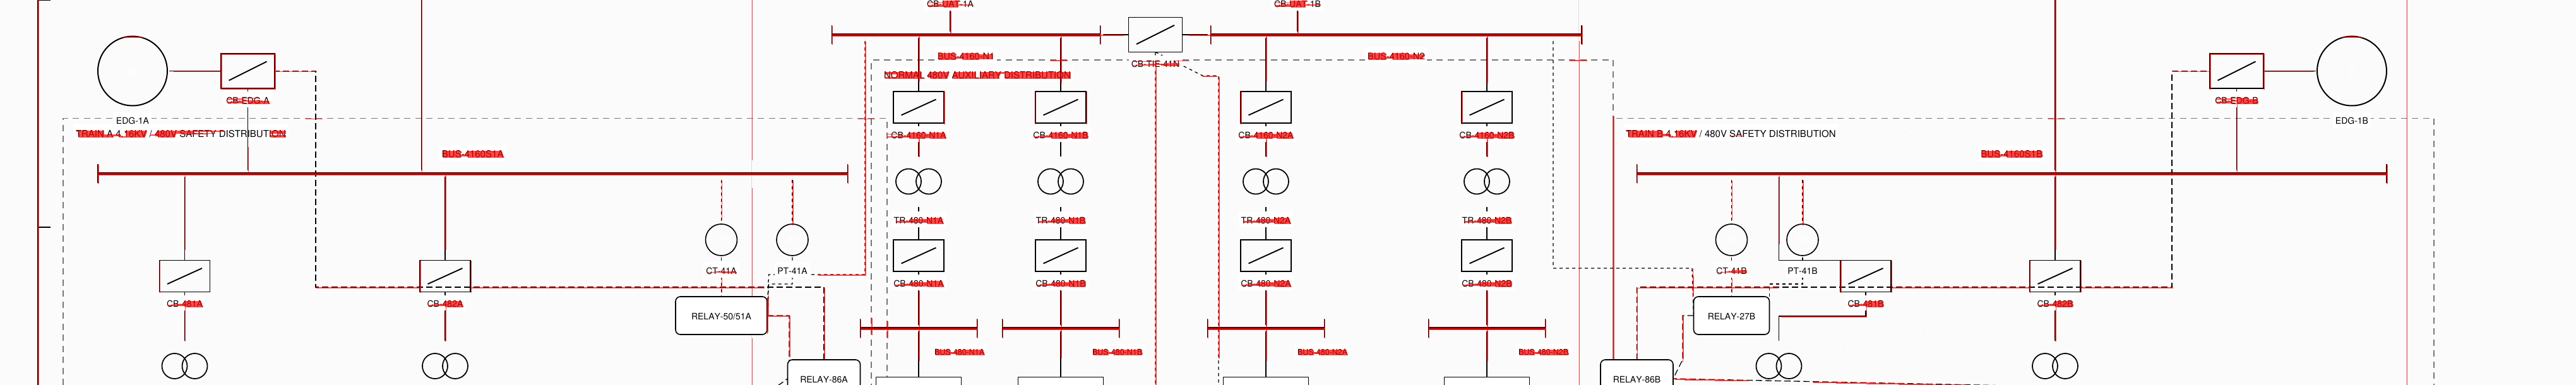 CB-UAT-1A
CB-UAT-1B
BUS-4160-N1
BUS-4160-N2
CB-TIE-41N
NORMAL 480V AUXILIARY DISTRIBUTION
CB-EDG-A
CB-EDG-B
EDG-1A
EDG-1B
TRAIN A 4.16KV / 480V SAFETY DISTRIBUTION
CB-4160-N1A
CB-4160-N1B
CB-4160-N2A
CB-4160-N2B
TRAIN B 4.16KV / 480V SAFETY DISTRIBUTION
BUS-4160S1A
BUS-4160S1B
TR-480-N1A
TR-480-N1B
TR-480-N2A
TR-480-N2B
CT-41A
PT-41A
CT-41B
PT-41B
CB-480-N1A
CB-480-N1B
CB-480-N2A
CB-480-N2B
CB-481A
CB-482A
CB-481B
CB-482B
RELAY-50/51A
RELAY-27B
BUS-480-N1A
BUS-480-N1B
BUS-480-N2A
BUS-480-N2B
RELAY-86A
RELAY-86B